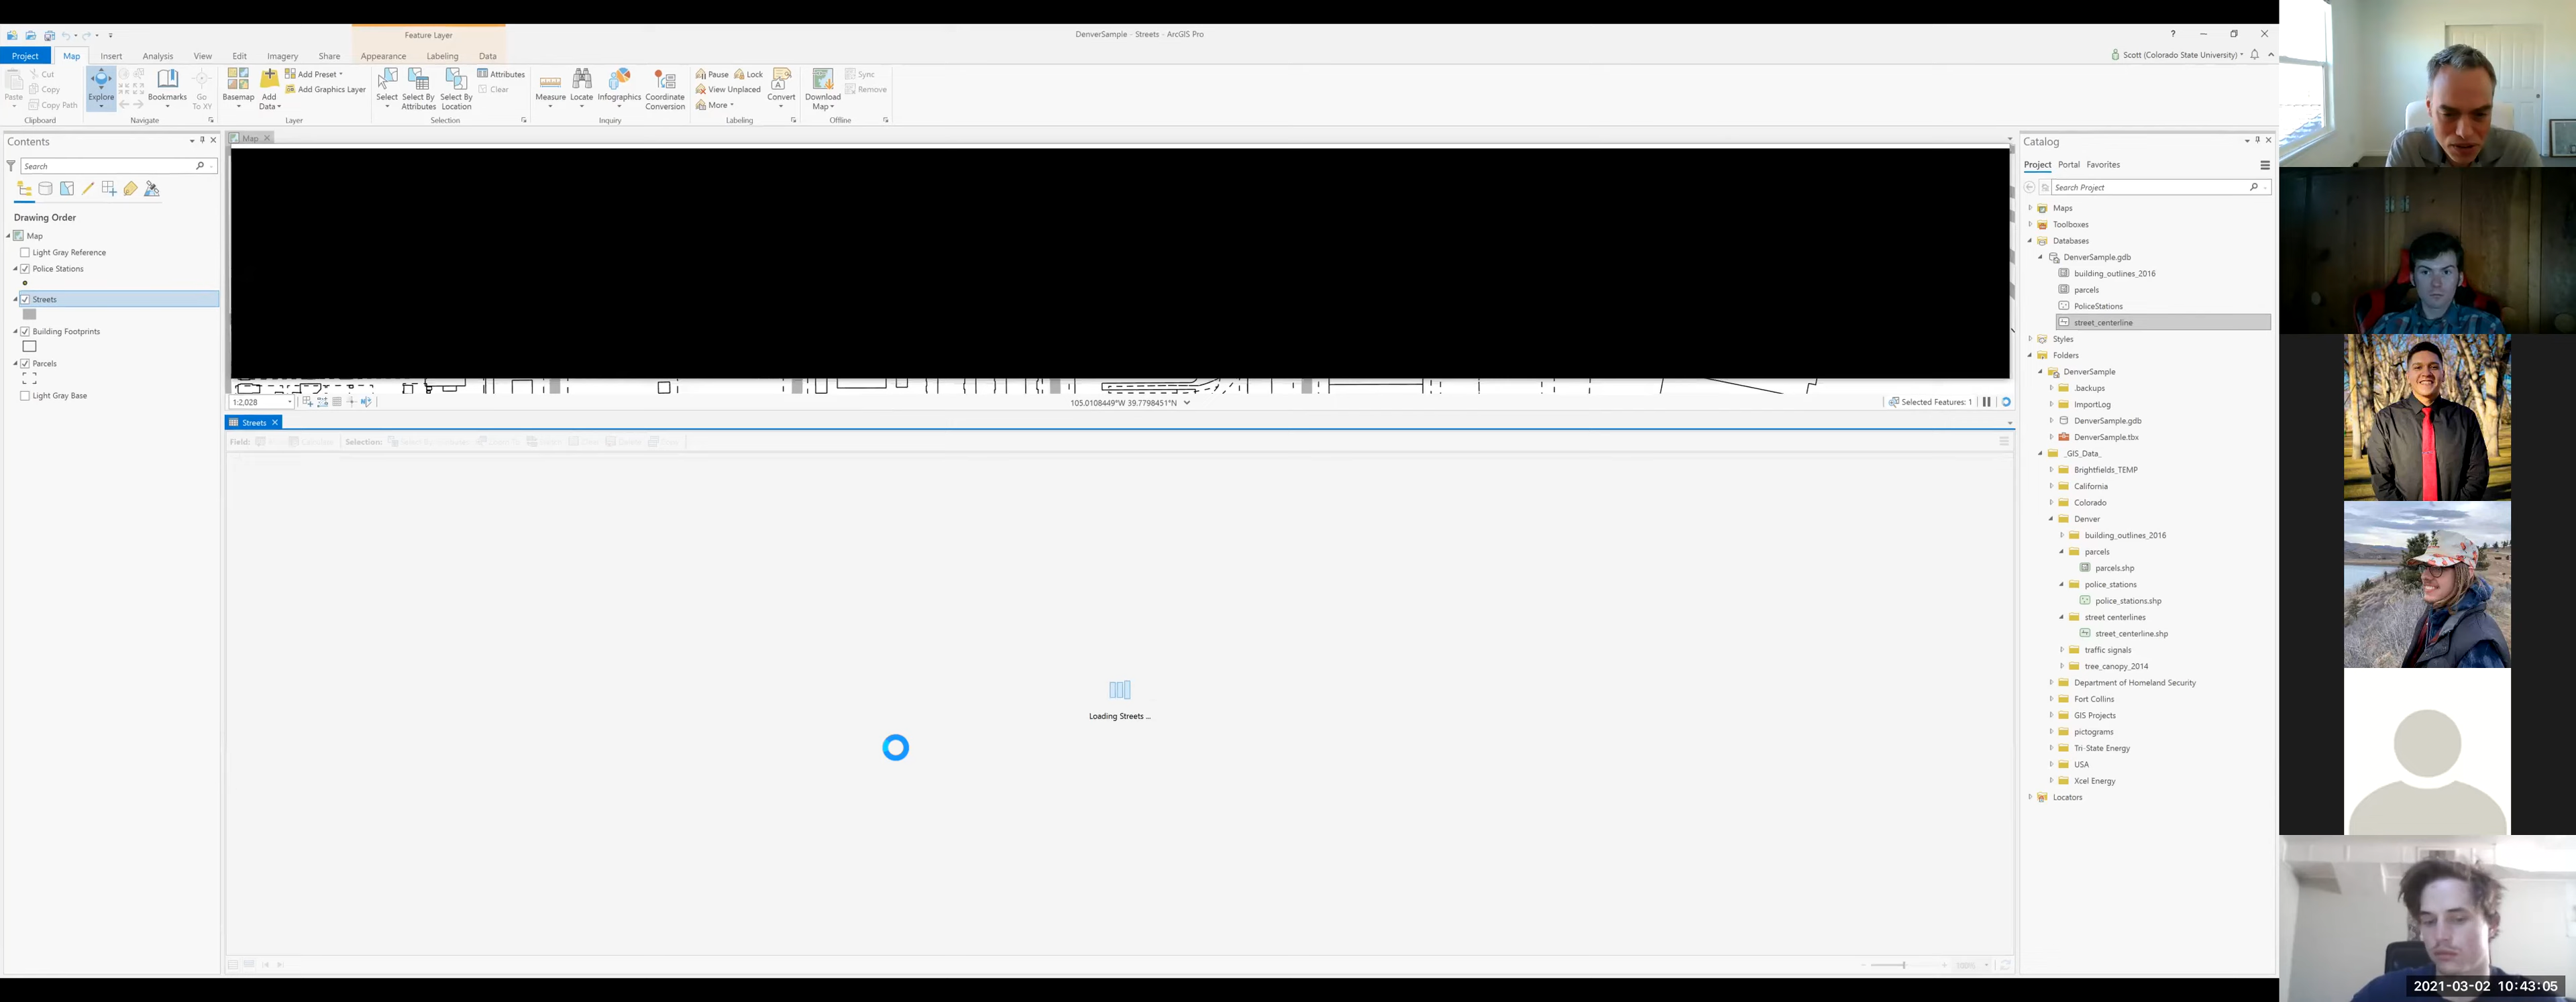 Feature Layer
DenverSample - Streets - ArcGIS Pro
Project Map Insert Analysis View Edit Imagery Share Appearance Labeling Data
Scott (Colorado State University)
Paste
Cut
Copy
Copy Path
Clipboard
Explore
Bookmarks
Go To XY
Navigate
Basemap
Add Data
Add Preset
Add Graphics Layer
Layer
Select
Select By Attributes
Select By Location
Attributes
Clear
Selection
Measure
Locate
Infographics
Coordinate Conversion
Inquiry
Pause
Lock
View Unplaced
More
Convert
Labeling
Download Map
Sync
Remove
Offline
Contents
Search
Drawing Order
Map
Light Gray Reference
Police Stations
Streets
Building Footprints
Parcels
Light Gray Base
Map
1:2,028
105.0108449°W 39.7798451°N
Selected Features: 1
Streets
Field:
Selection:
Loading Streets ...
100%
Catalog
Project Portal Favorites
Search Project
Maps
Toolboxes
Databases
DenverSample.gdb
building_outlines_2016
parcels
PoliceStations
street_centerline
Styles
Folders
DenverSample
.backups
ImportLog
DenverSample.gdb
DenverSample.tbx
_GIS_Data_
Brightfields_TEMP
California
Colorado
Denver
building_outlines_2016
parcels
parcels.shp
police_stations
police_stations.shp
street centerlines
street_centerline.shp
traffic signals
tree_canopy_2014
Department of Homeland Security
Fort Collins
GIS Projects
pictograms
Tri-State Energy
USA
Xcel Energy
Locators
2021-03-02 10:43:05